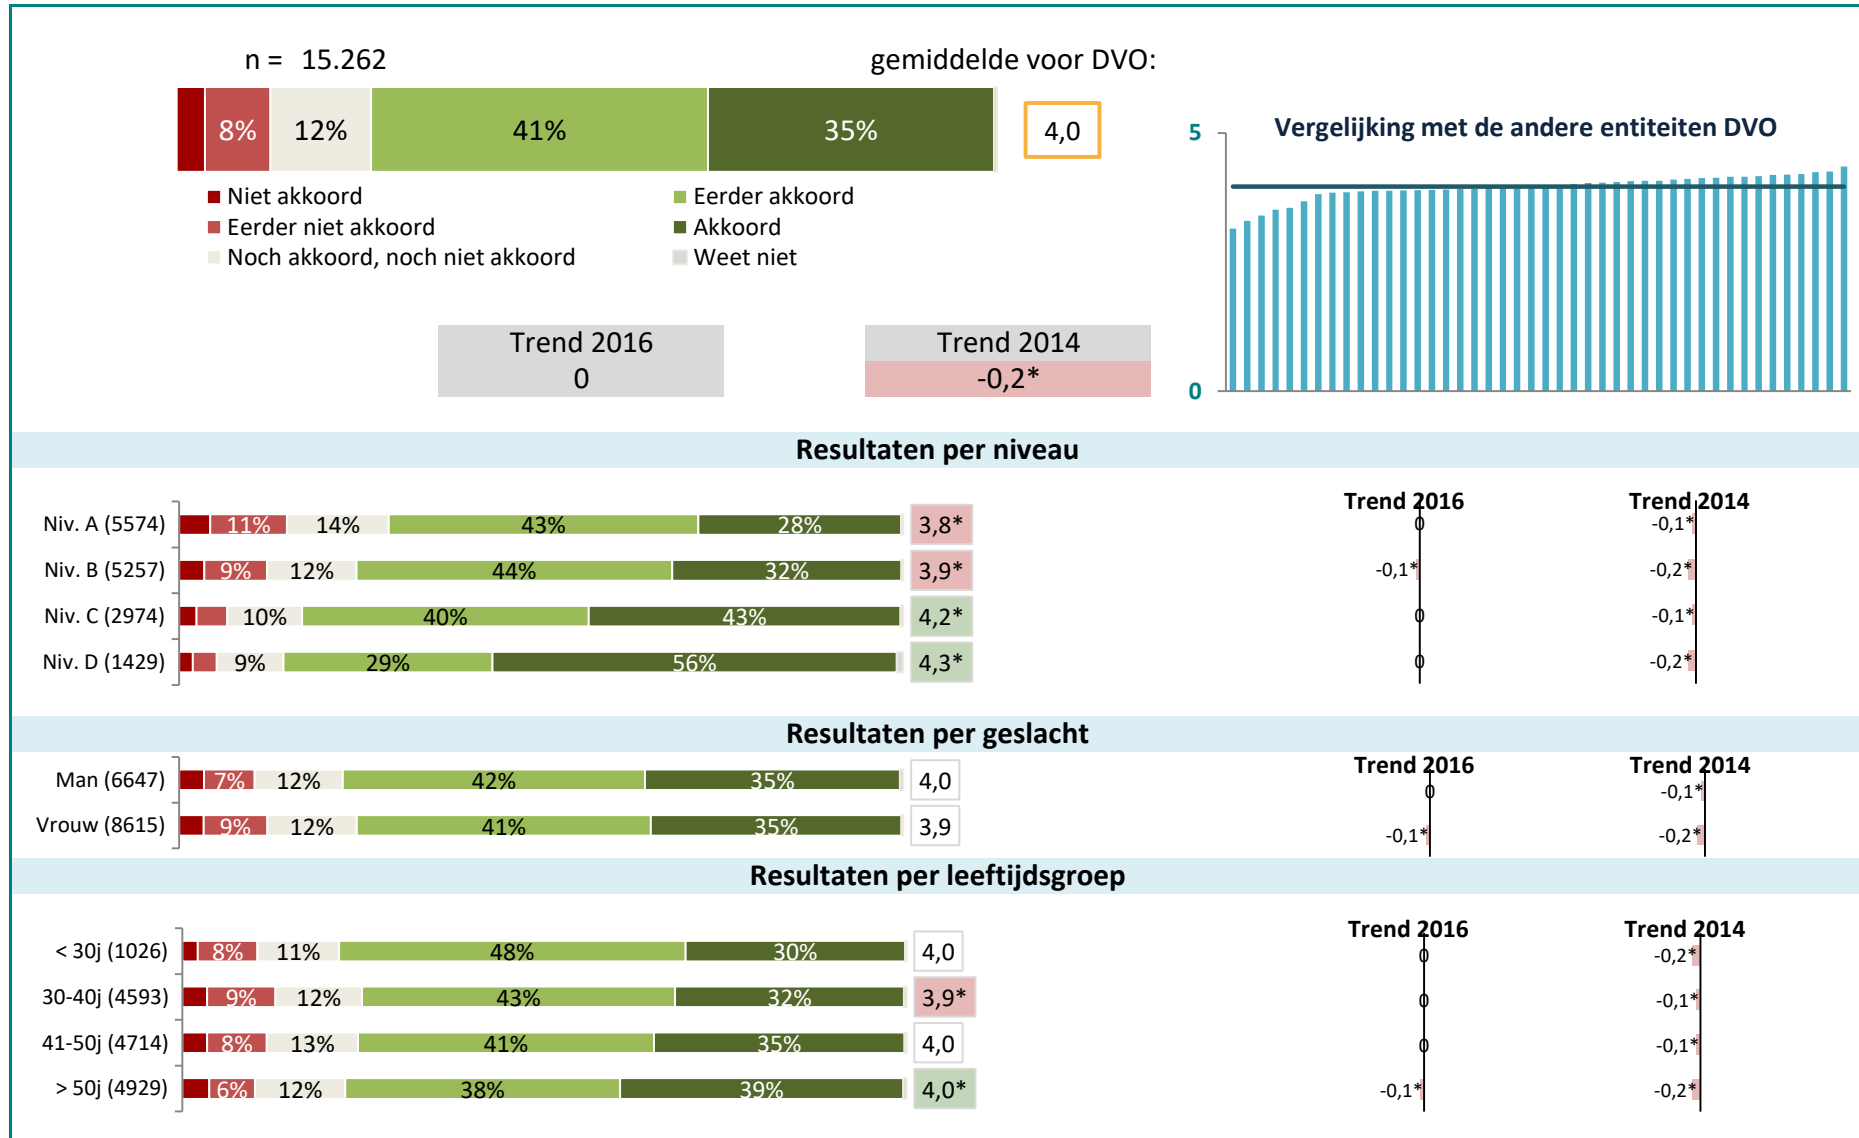 n = 15.262
gemiddelde voor DVO:
8% 12% 41% 35% 4,0
Niet akkoord
Eerder akkoord
Eerder niet akkoord
Akkoord
Noch akkoord, noch niet akkoord
Weet niet
5
Vergelijking met de andere entiteiten DVO
0
Trend 2016
0
Trend 2014
-0,2*
Resultaten per niveau
Trend 2016 Trend 2014
Niv. A (5574) 11% 14% 43% 28% 3,8* 0 -0,1*
Niv. B (5257) 9% 12% 44% 32% 3,9* -0,1* -0,2*
Niv. C (2974) 10% 40% 43% 4,2* 0 -0,1*
Niv. D (1429) 9% 29% 56% 4,3* 0 -0,2*
Resultaten per geslacht
Trend 2016 Trend 2014
Man (6647) 7% 12% 42% 35% 4,0 0 -0,1*
Vrouw (8615) 9% 12% 41% 35% 3,9 -0,1* -0,2*
Resultaten per leeftijdsgroep
Trend 2016 Trend 2014
< 30j (1026) 8% 11% 48% 30% 4,0 0 -0,2*
30-40j (4593) 9% 12% 43% 32% 3,9* 0 -0,1*
41-50j (4714) 8% 13% 41% 35% 4,0 0 -0,1*
> 50j (4929) 6% 12% 38% 39% 4,0* -0,1* -0,2*